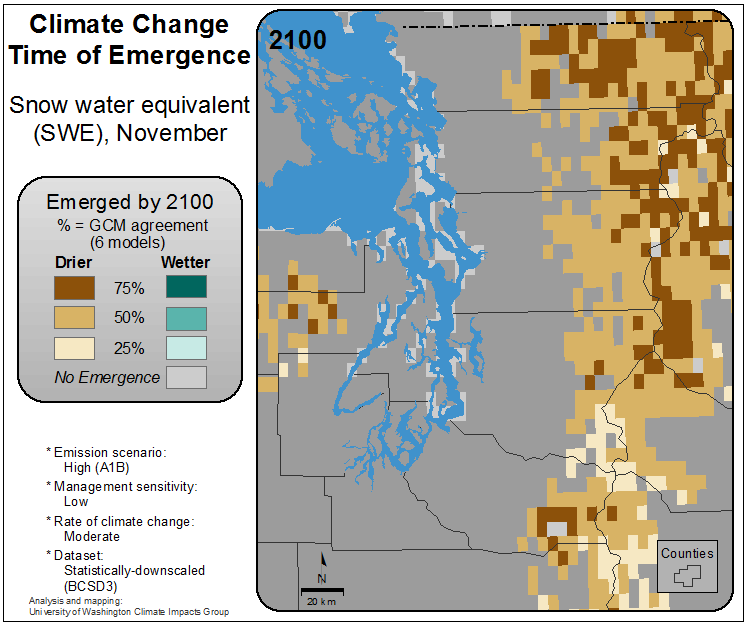 Climate Change
Time of Emergence
Snow water equivalent
(SWE), November
Emerged by 2100
% = GCM agreement
(6 models)
Drier
Wetter
75%
50%
25%
No Emergence
* Emission scenario:
High (A1B)
* Management sensitivity:
Low
* Rate of climate change:
Moderate
* Dataset:
Statistically-downscaled
(BCSD3)
Analysis and mapping:
University of Washington Climate Impacts Group
2100
N
20 km
Counties